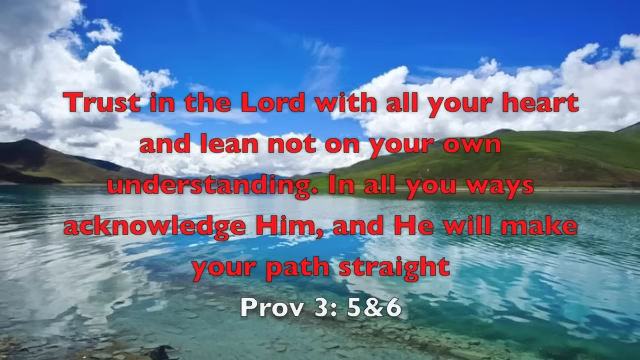 Trust in the Lord with all your heart
and lean not on your own
understanding. In all you ways
acknowledge Him, and He will make
your path straight
Prov 3: 5&6